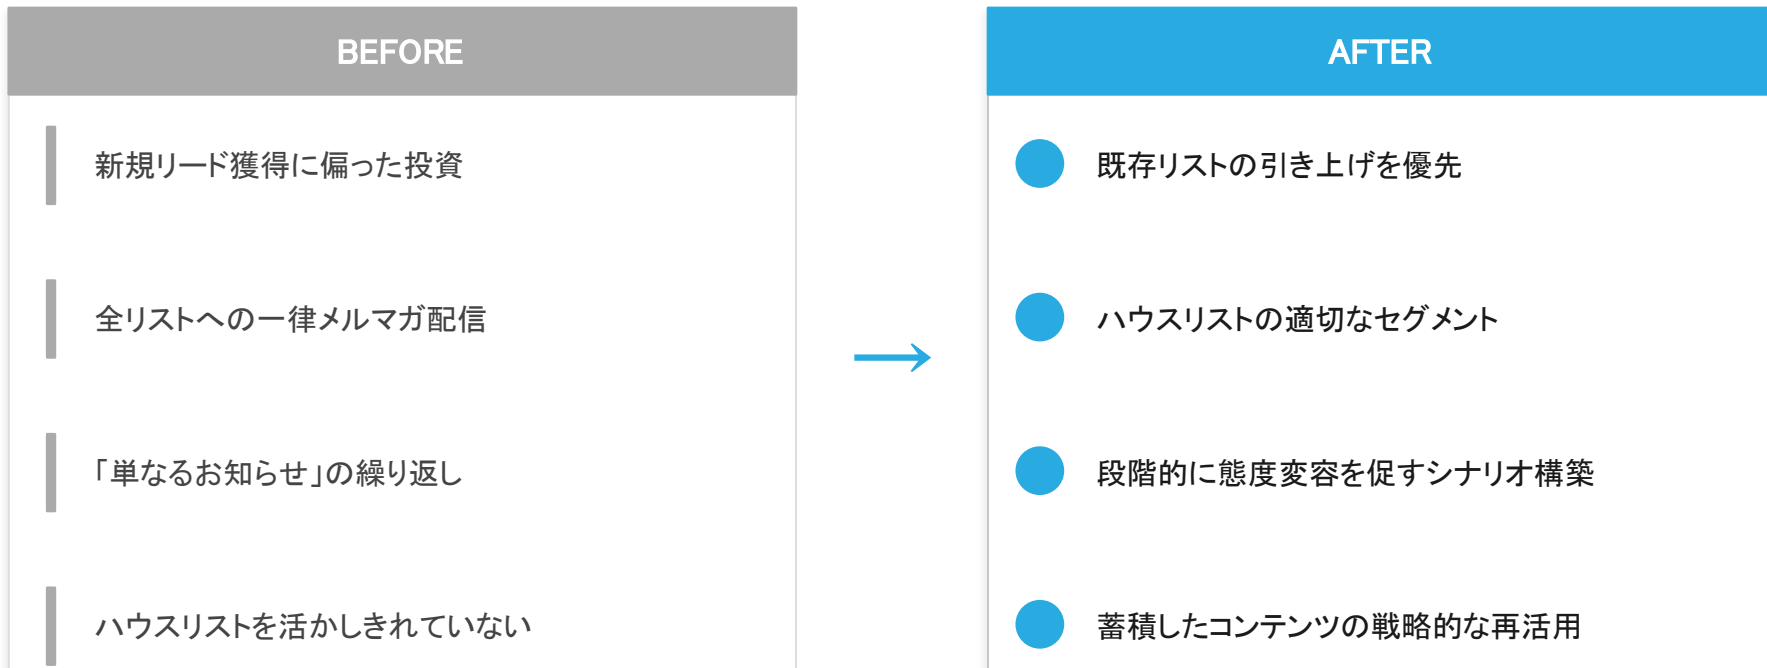 BEFORE
新規リード獲得に偏った投資
全リストへの一律メルマガ配信
「単なるお知らせ」の繰り返し
ハウスリストを活かしきれていない
→
AFTER
既存リストの引き上げを優先
ハウスリストの適切なセグメント
段階的に態度変容を促すシナリオ構築
蓄積したコンテンツの戦略的な再活用